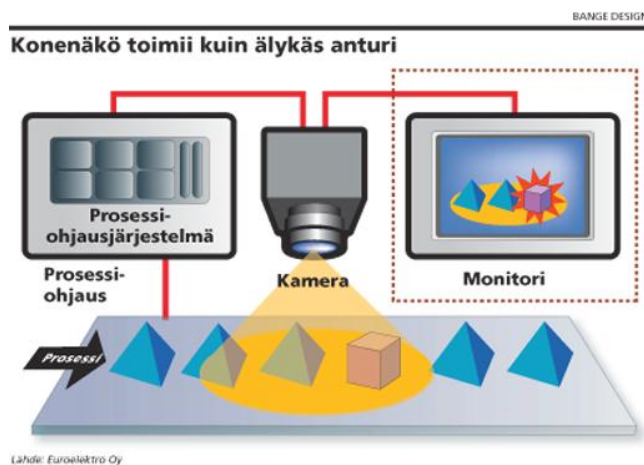 BANGE DESIGN
Konenäkö toimii kuin älykäs anturi
Prosessi-
ohjausjärjestelmä
Prosessi-
ohjaus
Kamera
Monitori
Prosessi
Lähde: Euroelektro Oy